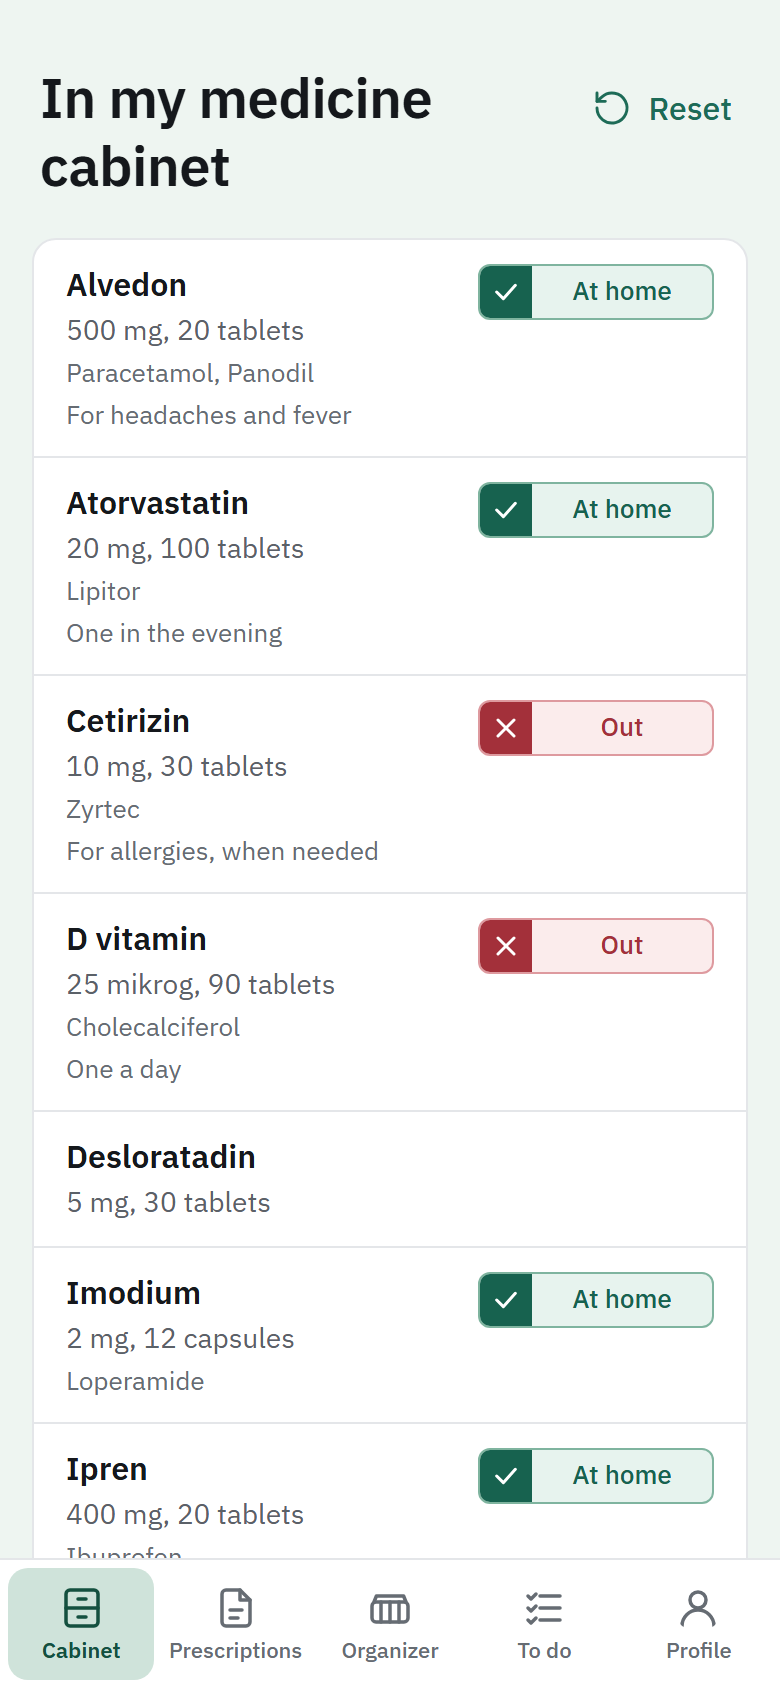 In my medicine
cabinet
Reset
Alvedon
At home
500 mg, 20 tablets
Paracetamol, Panodil
For headaches and fever
Atorvastatin
At home
20 mg, 100 tablets
Lipitor
One in the evening
Cetirizin
Out
10 mg, 30 tablets
Zyrtec
For allergies, when needed
D vitamin
Out
25 mikrog, 90 tablets
Cholecalciferol
One a day
Desloratadin
5 mg, 30 tablets
Imodium
At home
2 mg, 12 capsules
Loperamide
Ipren
At home
400 mg, 20 tablets
Ibuprofen
Cabinet
Prescriptions
Organizer
To do
Profile